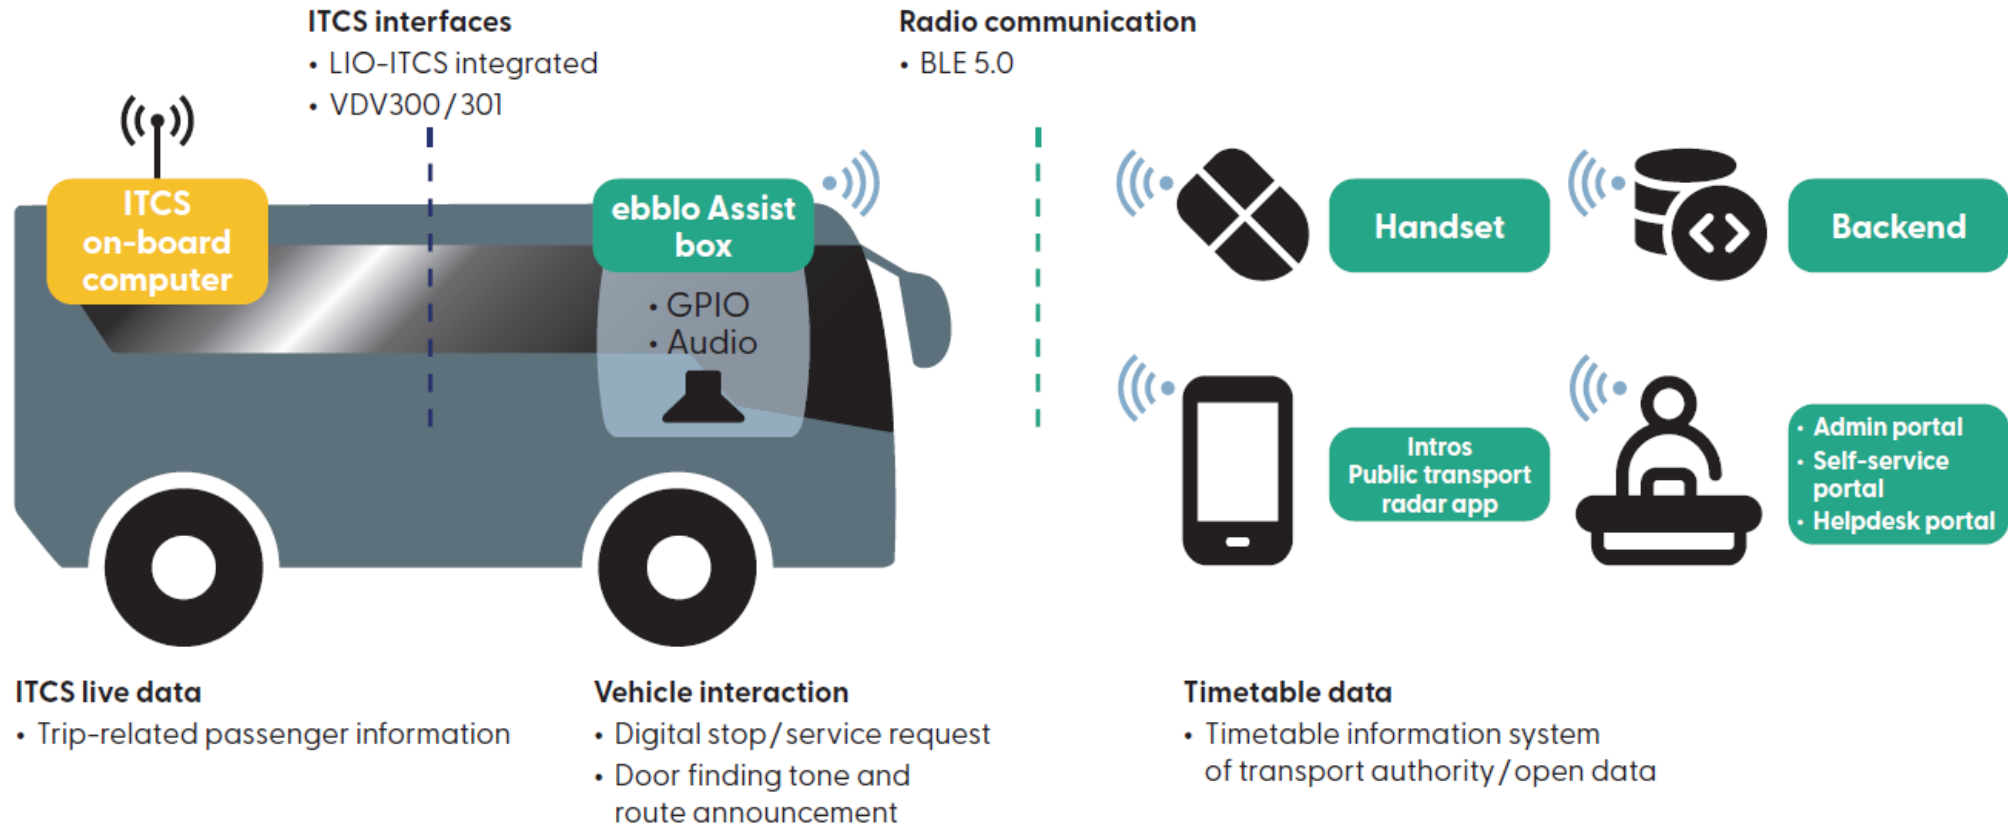 ITCS interfaces
• LIO-ITCS integrated
• VDV300/301
Radio communication
• BLE 5.0
ITCS
on-board
computer
ebblo Assist
box
• GPIO
• Audio
Handset
Backend
Intros
Public transport
radar app
• Admin portal
• Self-service
portal
• Helpdesk portal
ITCS live data
• Trip-related passenger information
Vehicle interaction
• Digital stop/service request
• Door finding tone and
route announcement
Timetable data
• Timetable information system
of transport authority/open data